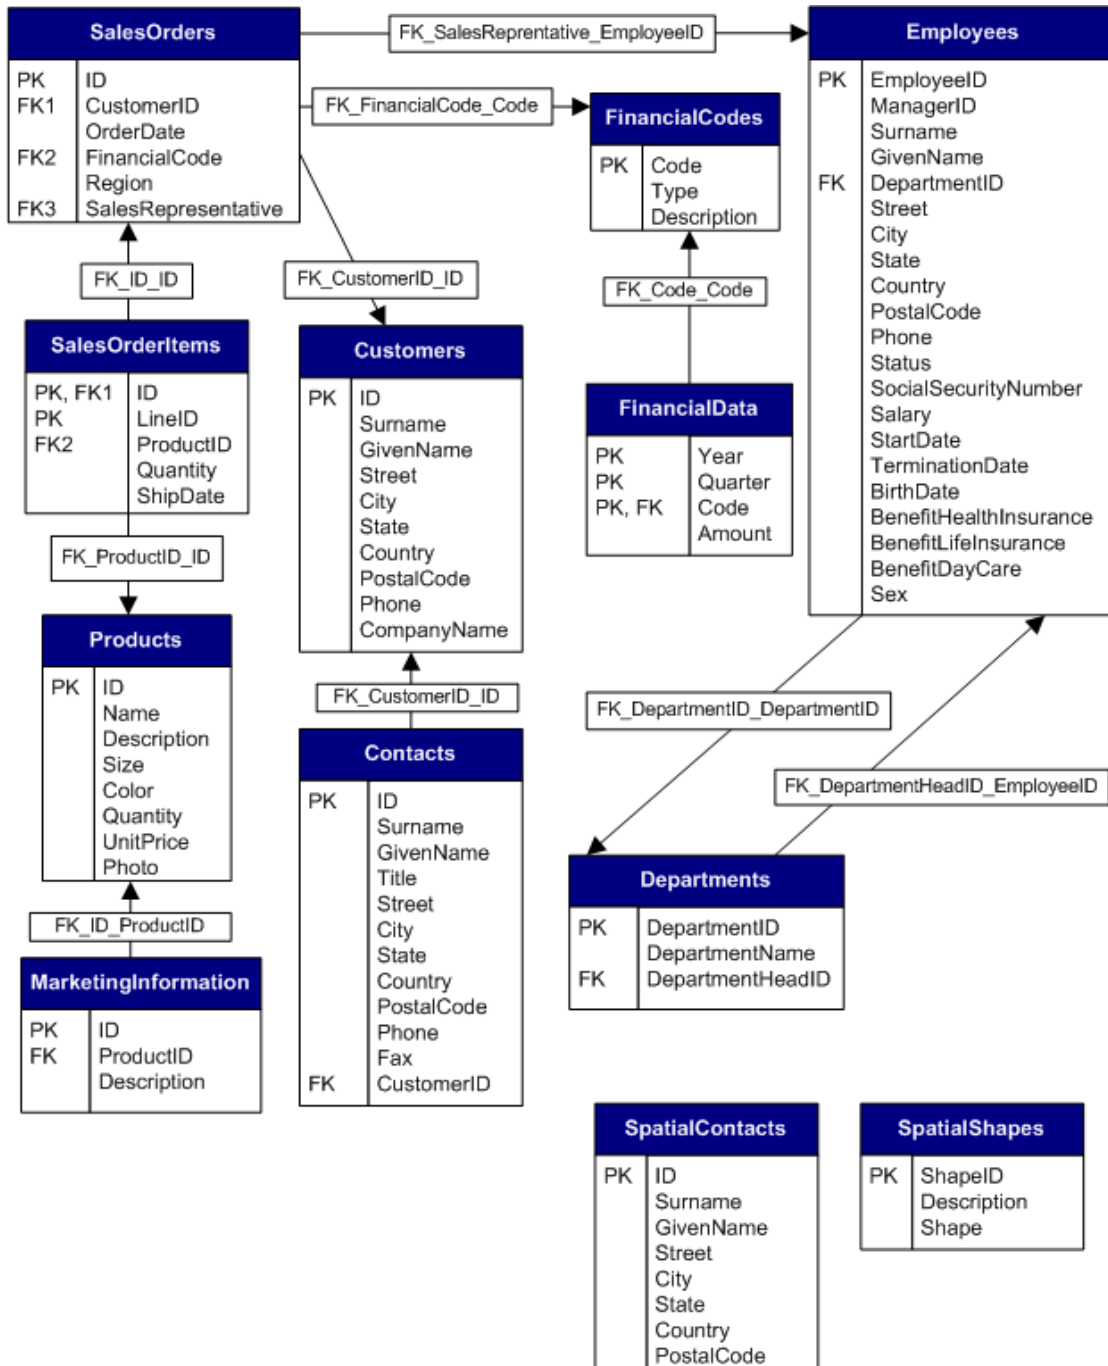 SalesOrders
PK ID
FK1 CustomerID
OrderDate
FK2 FinancialCode
Region
FK3 SalesRepresentative
FK_SalesReprentative_EmployeeID
FK_FinancialCode_Code
FK_CustomerID_ID
FK_ID_ID
Employees
PK EmployeeID
ManagerID
Surname
GivenName
FK DepartmentID
Street
City
State
Country
PostalCode
Phone
Status
SocialSecurityNumber
Salary
StartDate
TerminationDate
BirthDate
BenefitHealthInsurance
BenefitLifeInsurance
BenefitDayCare
Sex
FinancialCodes
PK Code
Type
Description
FK_Code_Code
FinancialData
PK Year
PK Quarter
PK, FK Code
Amount
SalesOrderItems
PK, FK1 ID
PK LineID
FK2 ProductID
Quantity
ShipDate
FK_ProductID_ID
Customers
PK ID
Surname
GivenName
Street
City
State
Country
PostalCode
Phone
CompanyName
FK_CustomerID_ID
Products
PK ID
Name
Description
Size
Color
Quantity
UnitPrice
Photo
FK_ID_ProductID
MarketingInformation
PK ID
FK ProductID
Description
Contacts
PK ID
Surname
GivenName
Title
Street
City
State
Country
PostalCode
Phone
Fax
FK CustomerID
FK_DepartmentID_DepartmentID
FK_DepartmentHeadID_EmployeeID
Departments
PK DepartmentID
DepartmentName
FK DepartmentHeadID
SpatialContacts
PK ID
Surname
GivenName
Street
City
State
Country
PostalCode
SpatialShapes
PK ShapeID
Description
Shape